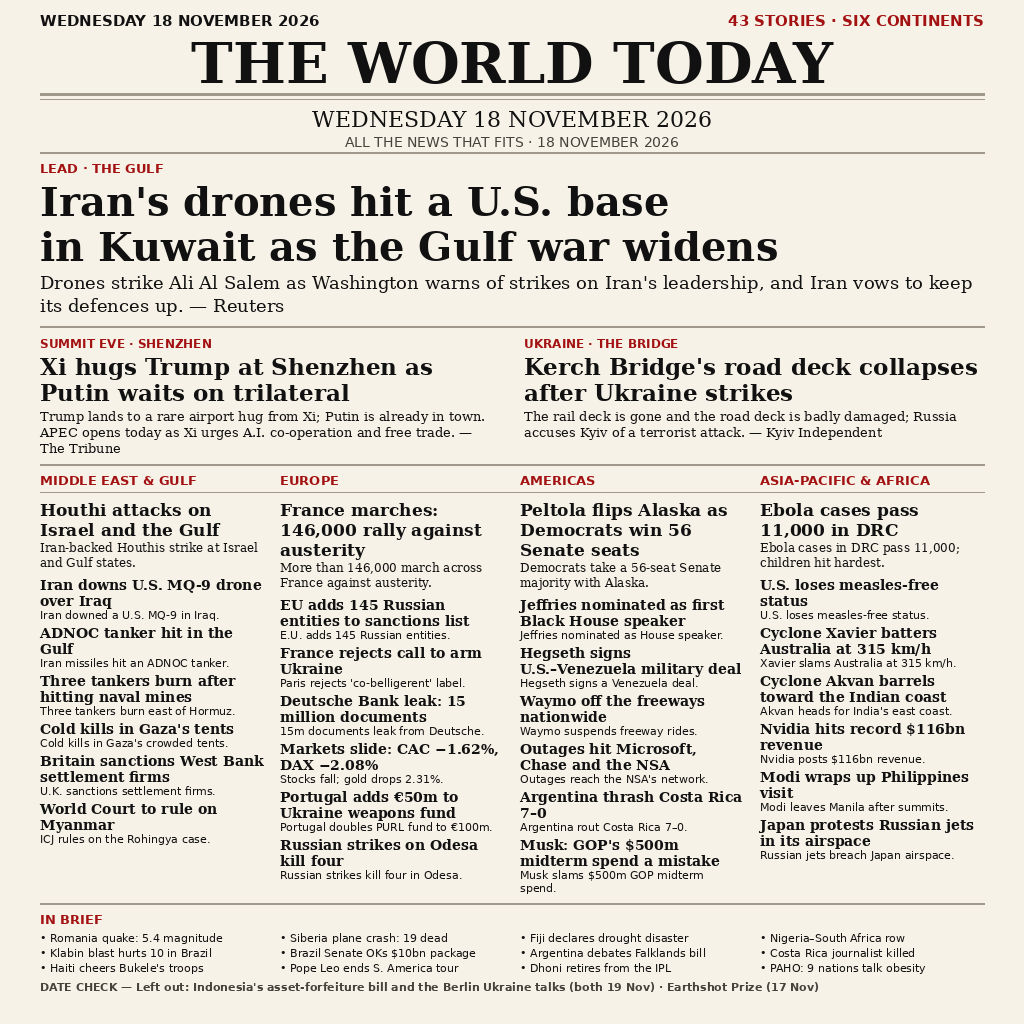 WEDNESDAY 18 NOVEMBER 2026
43 STORIES · SIX CONTINENTS
THE WORLD TODAY
WEDNESDAY 18 NOVEMBER 2026
ALL THE NEWS THAT FITS · 18 NOVEMBER 2026
LEAD · THE GULF
Iran's drones hit a U.S. base
in Kuwait as the Gulf war widens
Drones strike Ali Al Salem as Washington warns of strikes on Iran's leadership, and Iran vows to keep
its defences up. — Reuters
SUMMIT EVE · SHENZHEN
Xi hugs Trump at Shenzhen as
Putin waits on trilateral
Trump lands to a rare airport hug from Xi; Putin is already in town.
APEC opens today as Xi urges A.I. co-operation and free trade. —
The Tribune
UKRAINE · THE BRIDGE
Kerch Bridge's road deck collapses
after Ukraine strikes
The rail deck is gone and the road deck is badly damaged; Russia
accuses Kyiv of a terrorist attack. — Kyiv Independent
MIDDLE EAST & GULF
Houthi attacks on
Israel and the Gulf
Iran-backed Houthis strike at Israel
and Gulf states.
Iran downs U.S. MQ-9 drone
over Iraq
Iran downed a U.S. MQ-9 in Iraq.
ADNOC tanker hit in the
Gulf
Iran missiles hit an ADNOC tanker.
Three tankers burn after
hitting naval mines
Three tankers burn east of Hormuz.
Cold kills in Gaza's tents
Cold kills in Gaza's crowded tents.
Britain sanctions West Bank
settlement firms
U.K. sanctions settlement firms.
World Court to rule on
Myanmar
ICJ rules on the Rohingya case.
EUROPE
France marches:
146,000 rally against
austerity
More than 146,000 march across
France against austerity.
EU adds 145 Russian
entities to sanctions list
E.U. adds 145 Russian entities.
France rejects call to arm
Ukraine
Paris rejects 'co-belligerent' label.
Deutsche Bank leak: 15
million documents
15m documents leak from Deutsche.
Markets slide: CAC −1.62%,
DAX −2.08%
Stocks fall; gold drops 2.31%.
Portugal adds €50m to
Ukraine weapons fund
Portugal doubles PURL fund to €100m.
Russian strikes on Odesa
kill four
Russian strikes kill four in Odesa.
AMERICAS
Peltola flips Alaska as
Democrats win 56
Senate seats
Democrats take a 56-seat Senate
majority with Alaska.
Jeffries nominated as first
Black House speaker
Jeffries nominated as House speaker.
Hegseth signs
U.S.–Venezuela military deal
Hegseth signs a Venezuela deal.
Waymo off the freeways
nationwide
Waymo suspends freeway rides.
Outages hit Microsoft,
Chase and the NSA
Outages reach the NSA's network.
Argentina thrash Costa Rica
7–0
Argentina rout Costa Rica 7–0.
Musk: GOP's $500m
midterm spend a mistake
Musk slams $500m GOP midterm
spend.
ASIA-PACIFIC & AFRICA
Ebola cases pass
11,000 in DRC
Ebola cases in DRC pass 11,000;
children hit hardest.
U.S. loses measles-free
status
U.S. loses measles-free status.
Cyclone Xavier batters
Australia at 315 km/h
Xavier slams Australia at 315 km/h.
Cyclone Akvan barrels
toward the Indian coast
Akvan heads for India's east coast.
Nvidia hits record $116bn
revenue
Nvidia posts $116bn revenue.
Modi wraps up Philippines
visit
Modi leaves Manila after summits.
Japan protests Russian jets
in its airspace
Russian jets breach Japan airspace.
IN BRIEF
• Romania quake: 5.4 magnitude
• Klabin blast hurts 10 in Brazil
• Haiti cheers Bukele's troops
• Siberia plane crash: 19 dead
• Brazil Senate OKs $10bn package
• Pope Leo ends S. America tour
• Fiji declares drought disaster
• Argentina debates Falklands bill
• Dhoni retires from the IPL
• Nigeria–South Africa row
• Costa Rica journalist killed
• PAHO: 9 nations talk obesity
DATE CHECK — Left out: Indonesia's asset-forfeiture bill and the Berlin Ukraine talks (both 19 Nov) · Earthshot Prize (17 Nov)